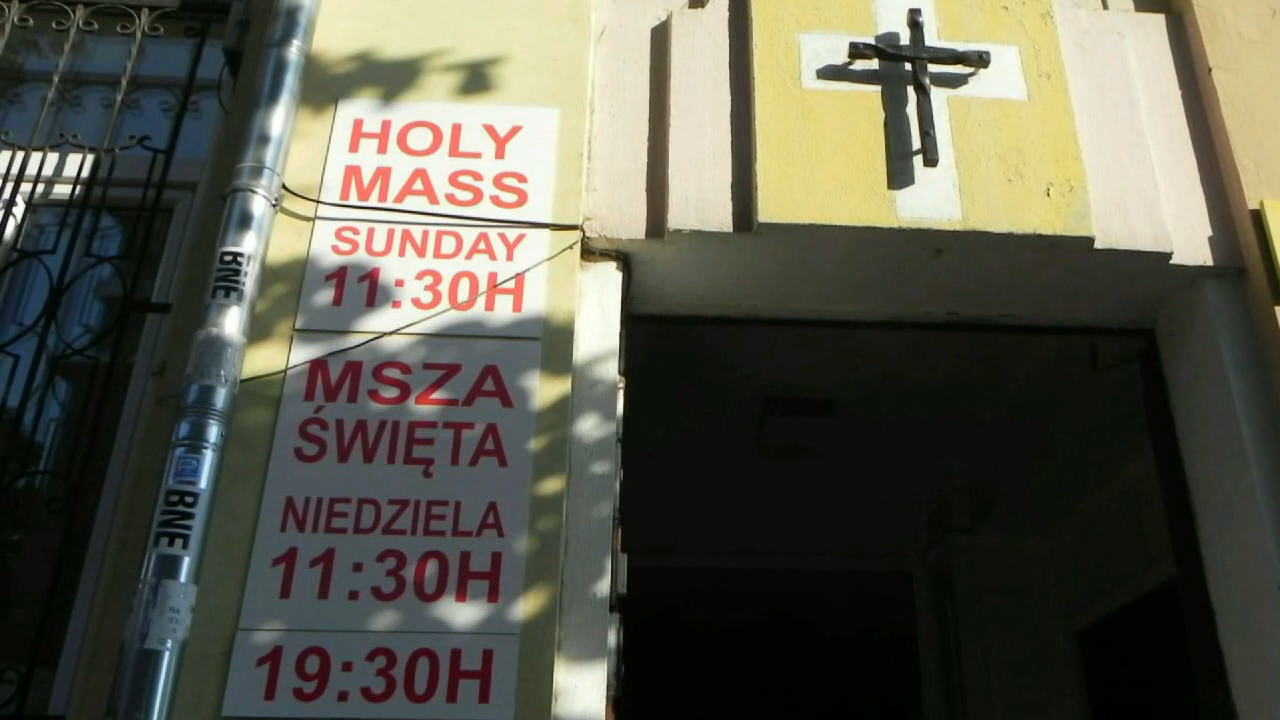 HOLY
MASS
SUNDAY
11:30H
MSZA
ŚWIĘTA
NIEDZIELA
11:30H
19:30H
BNE
BNE